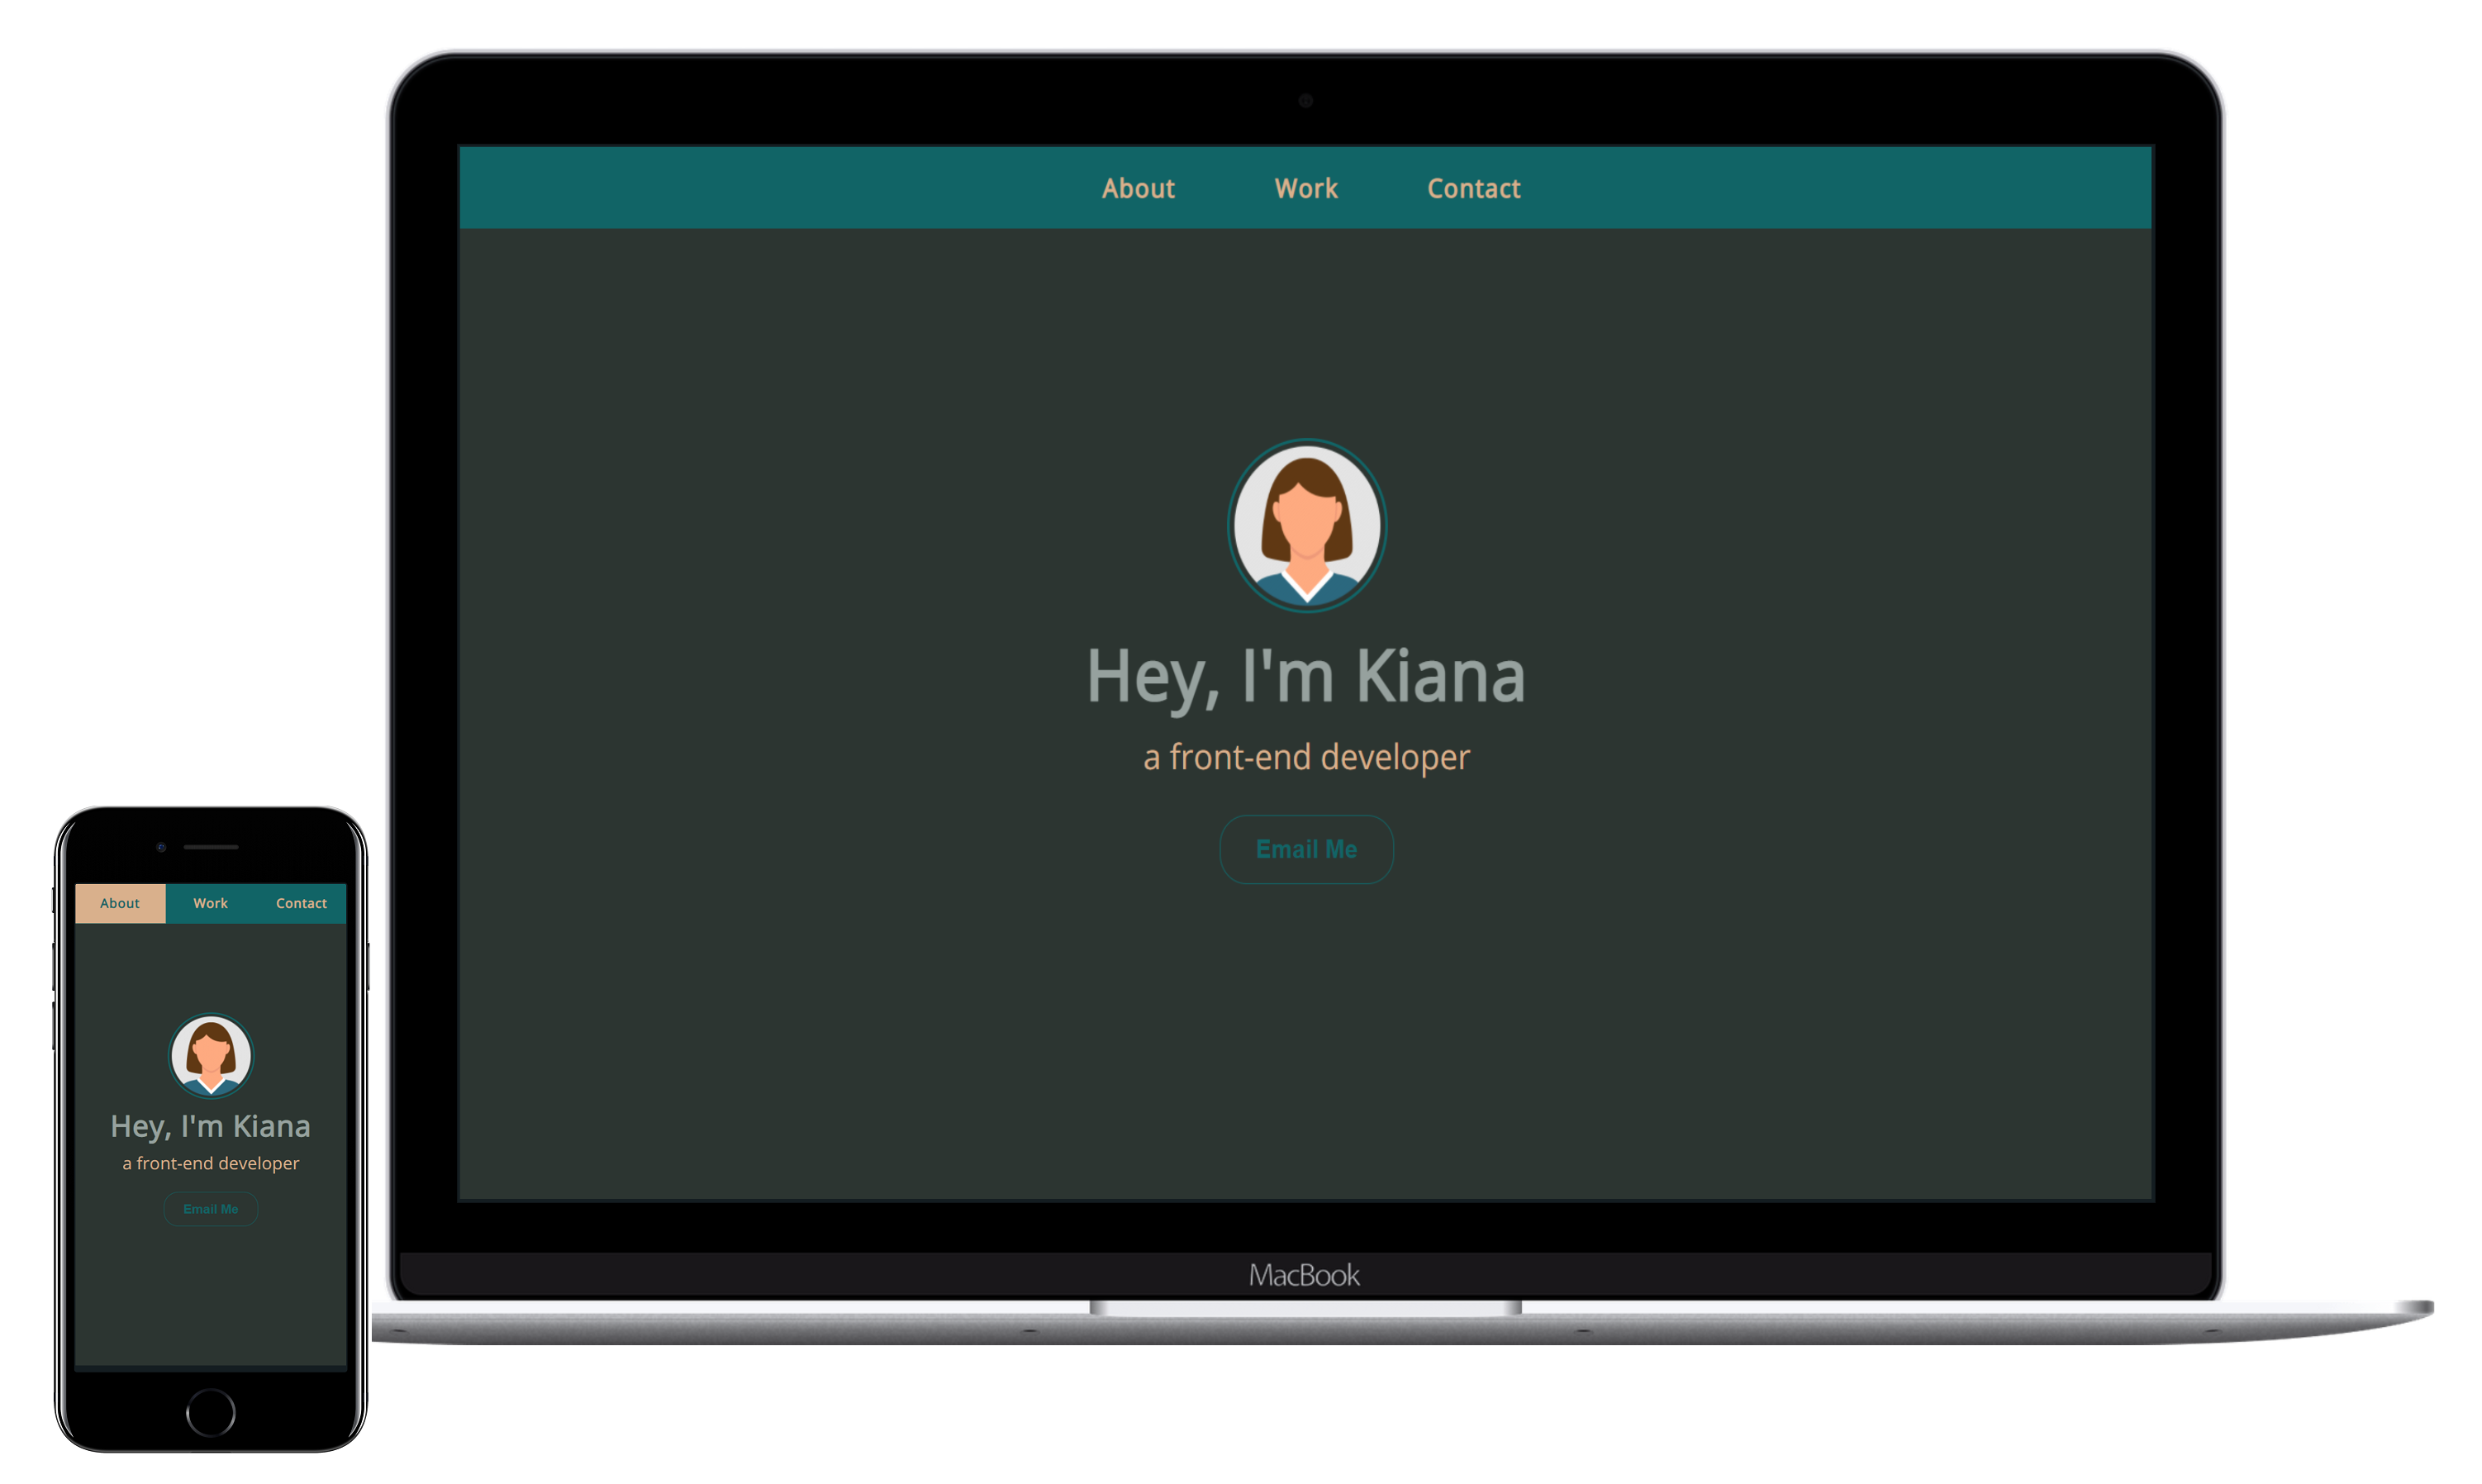 About Work Contact
Hey, I'm Kiana
a front-end developer
Email Me
MacBook
About Work Contact
Hey, I'm Kiana
a front-end developer
Email Me